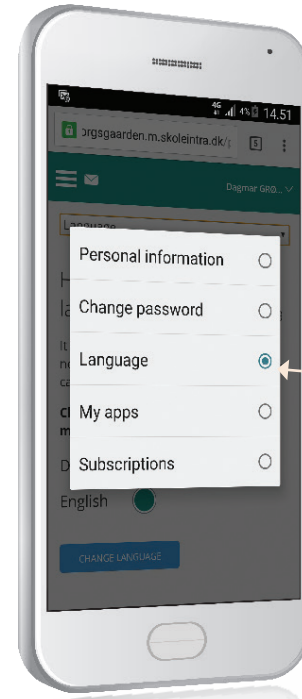 4G 4% 14.51
orgsgaarden.m.skoleintra.dk/
5
Dagmar GRO...
Language
Personal information
Change password
Language
My apps
Subscriptions
English
CHANGE LANGUAGE